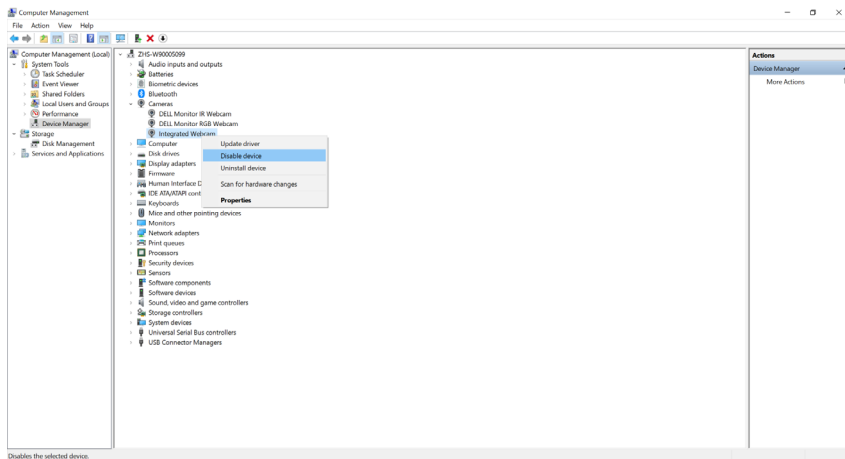 Computer Management
File Action View Help
Computer Management (Local)
System Tools
Task Scheduler
Event Viewer
Shared Folders
Local Users and Groups
Performance
Device Manager
Storage
Disk Management
Services and Applications
ZHS-W90005099
Audio inputs and outputs
Batteries
Biometric devices
Bluetooth
Cameras
DELL Monitor IR Webcam
DELL Monitor RGB Webcam
Integrated Webcam
Computer
Disk drives
Display adapters
Firmware
Human Interface D
IDE ATA/ATAPI cont
Keyboards
Mice and other pointing devices
Monitors
Network adapters
Print queues
Processors
Security devices
Sensors
Software components
Software devices
Sound, video and game controllers
Storage controllers
System devices
Universal Serial Bus controllers
USB Connector Managers
Update driver
Disable device
Uninstall device
Scan for hardware changes
Properties
Actions
Device Manager
More Actions
Disables the selected device.